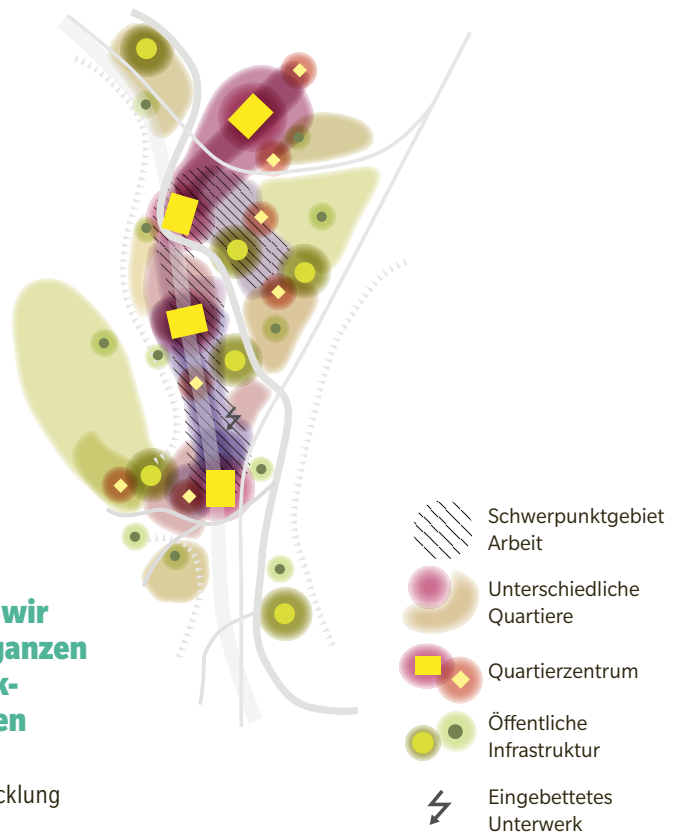 wir
ganzen
k-
en
cklung
Schwerpunktgebiet
Arbeit
Unterschiedliche
Quartiere
Quartierzentrum
Öffentliche
Infrastruktur
Eingebettetes
Unterwerk